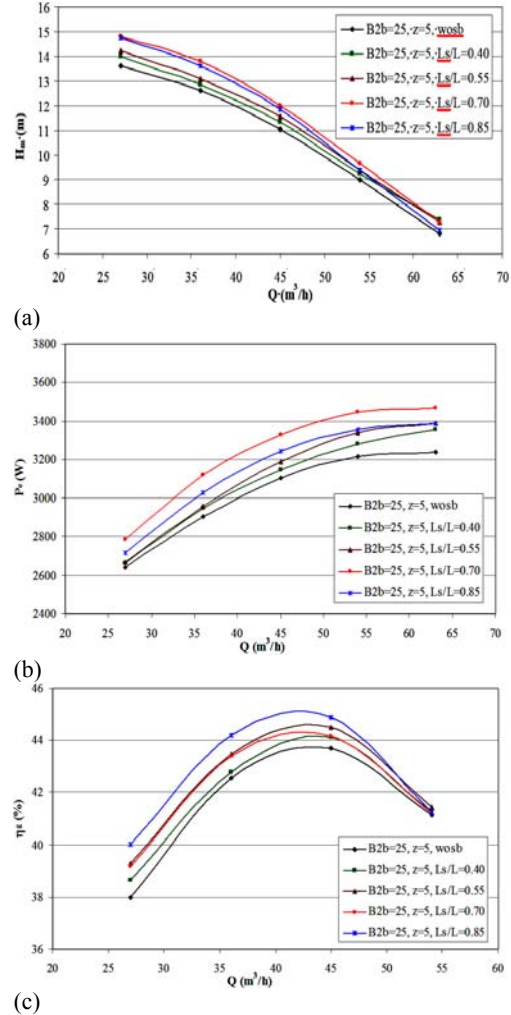 16
15
14
13
12
11
10
9
8
7
6
Hm·(m)
B2b=25,·z=5,·wosb
B2b=25,·z=5,·Ls/L=0.40
B2b=25,·z=5,·Ls/L=0.55
B2b=25,·z=5,·Ls/L=0.70
B2b=25,·z=5,·Ls/L=0.85
20 25 30 35 40 45 50 55 60 65 70
Q·(m³/h)
(a)
3800
3600
3400
3200
3000
2800
2600
2400
(W)
B2b=25, z=5, wosb
B2b=25, z=5, Ls/L=0.40
B2b=25, z=5, Ls/L=0.55
B2b=25, z=5, Ls/L=0.70
B2b=25, z=5, Ls/L=0.85
20 25 30 35 40 45 50 55 60 65 70
Q (m³/h)
(b)
46
44
42
40
38
36
(%)
B2b=25, z=5, wosb
B2b=25, z=5, Ls/L=0.40
B2b=25, z=5, Ls/L=0.55
B2b=25, z=5, Ls/L=0.70
B2b=25, z=5, Ls/L=0.85
20 25 30 35 40 45 50 55 60
Q (m³/h)
(c)